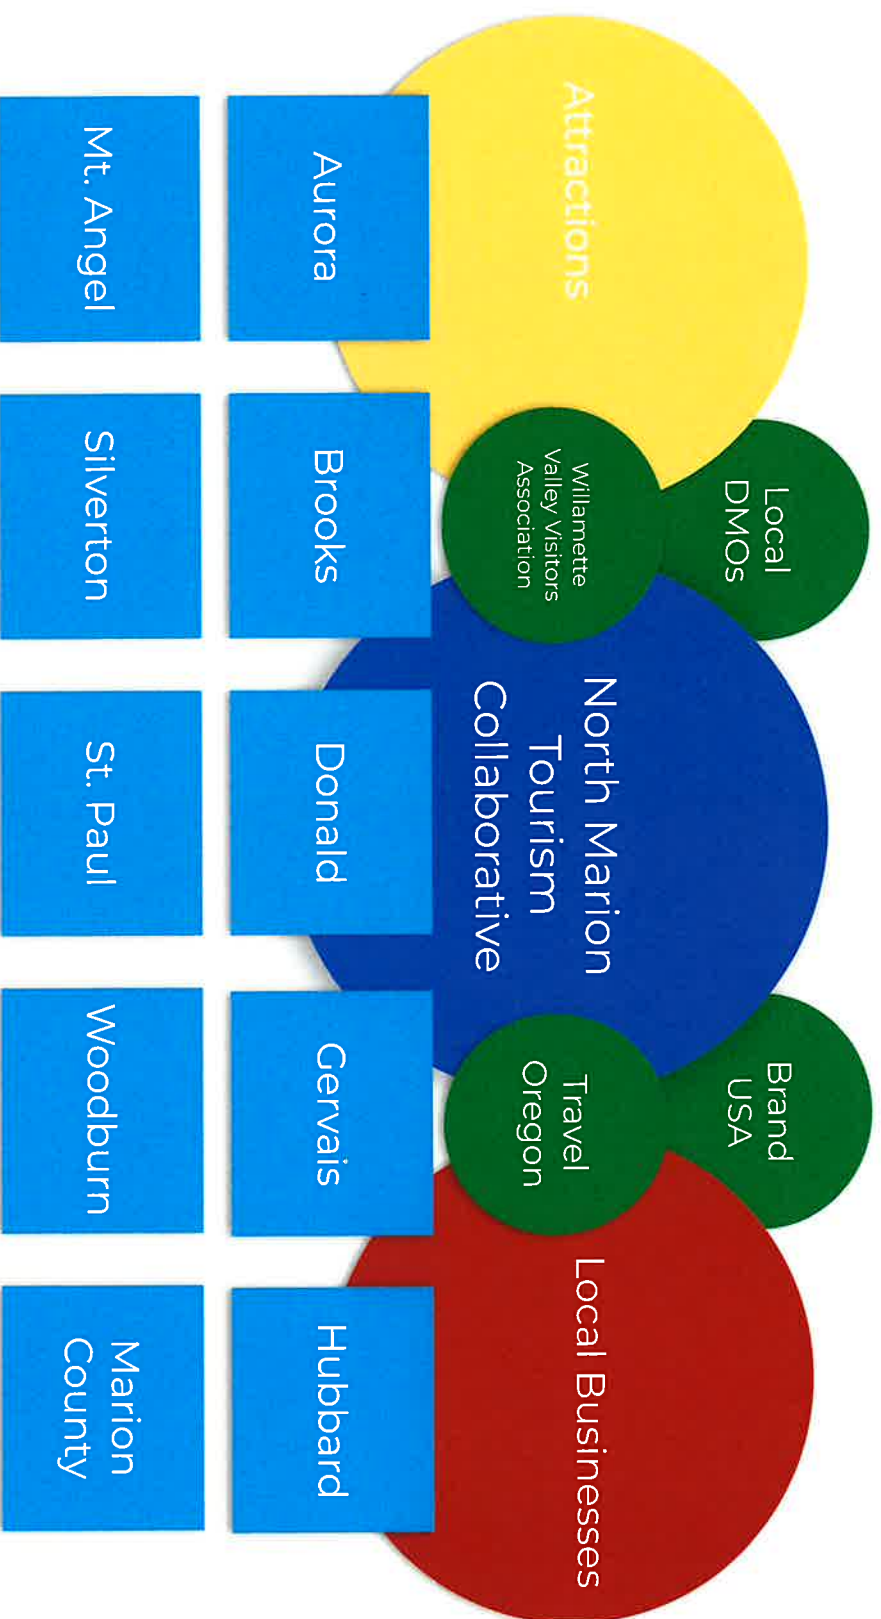 Local
DMOs
Brand
USA
Attractions
Willamette
Valley Visitors
Association
North Marion
Tourism
Collaborative
Travel
Oregon
Local Businesses
Aurora
Brooks
Donald
Gervais
Hubbard
Mt. Angel
Silverton
St. Paul
Woodburn
Marion
County